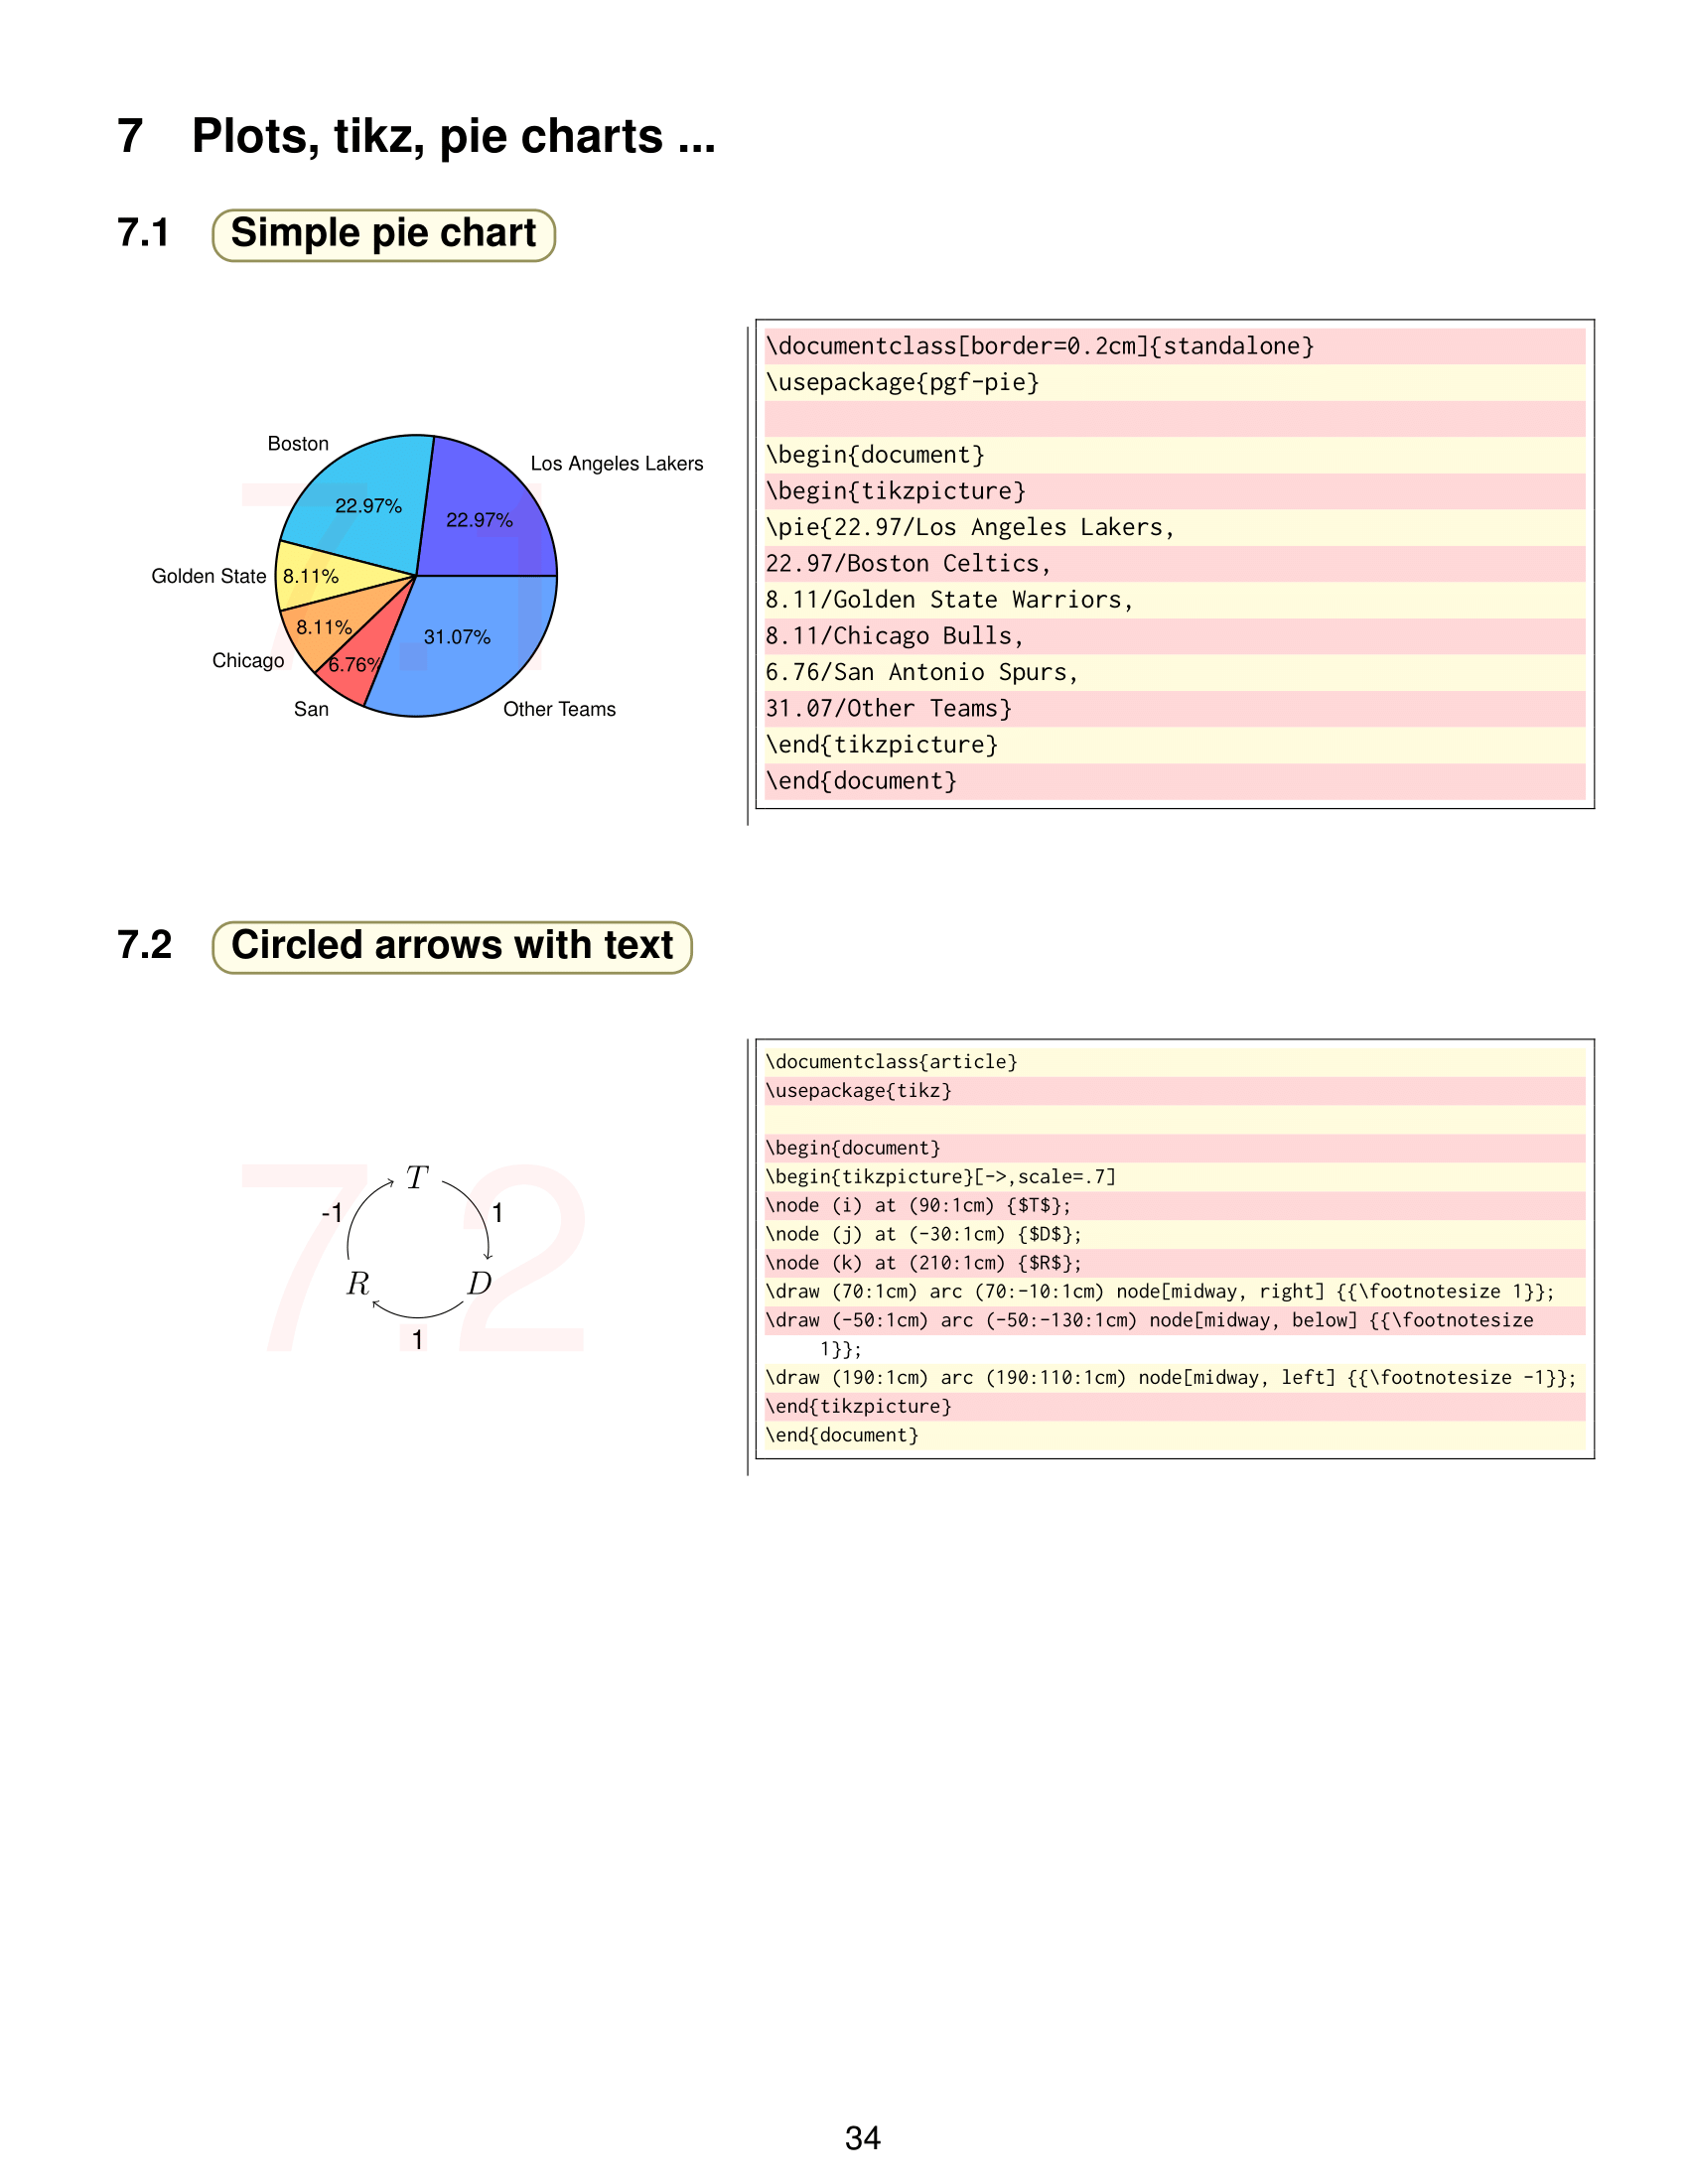 7 Plots, tikz, pie charts ...
7.1 Simple pie chart
7.1
Boston
Los Angeles Lakers
22.97%
22.97%
Golden State
8.11%
8.11%
31.07%
Chicago
6.76%
San
Other Teams
\documentclass[border=0.2cm]{standalone}
\usepackage{pgf-pie}
\begin{document}
\begin{tikzpicture}
\pie{22.97/Los Angeles Lakers,
22.97/Boston Celtics,
8.11/Golden State Warriors,
8.11/Chicago Bulls,
6.76/San Antonio Spurs,
31.07/Other Teams}
\end{tikzpicture}
\end{document}
7.2 Circled arrows with text
7.2
T
-1
1
R
D
1
\documentclass{article}
\usepackage{tikz}
\begin{document}
\begin{tikzpicture}[->,scale=.7]
\node (i) at (90:1cm) {$T$};
\node (j) at (-30:1cm) {$D$};
\node (k) at (210:1cm) {$R$};
\draw (70:1cm) arc (70:-10:1cm) node[midway, right] {{\footnotesize 1}};
\draw (-50:1cm) arc (-50:-130:1cm) node[midway, below] {{\footnotesize
1}};
\draw (190:1cm) arc (190:110:1cm) node[midway, left] {{\footnotesize -1}};
\end{tikzpicture}
\end{document}
34